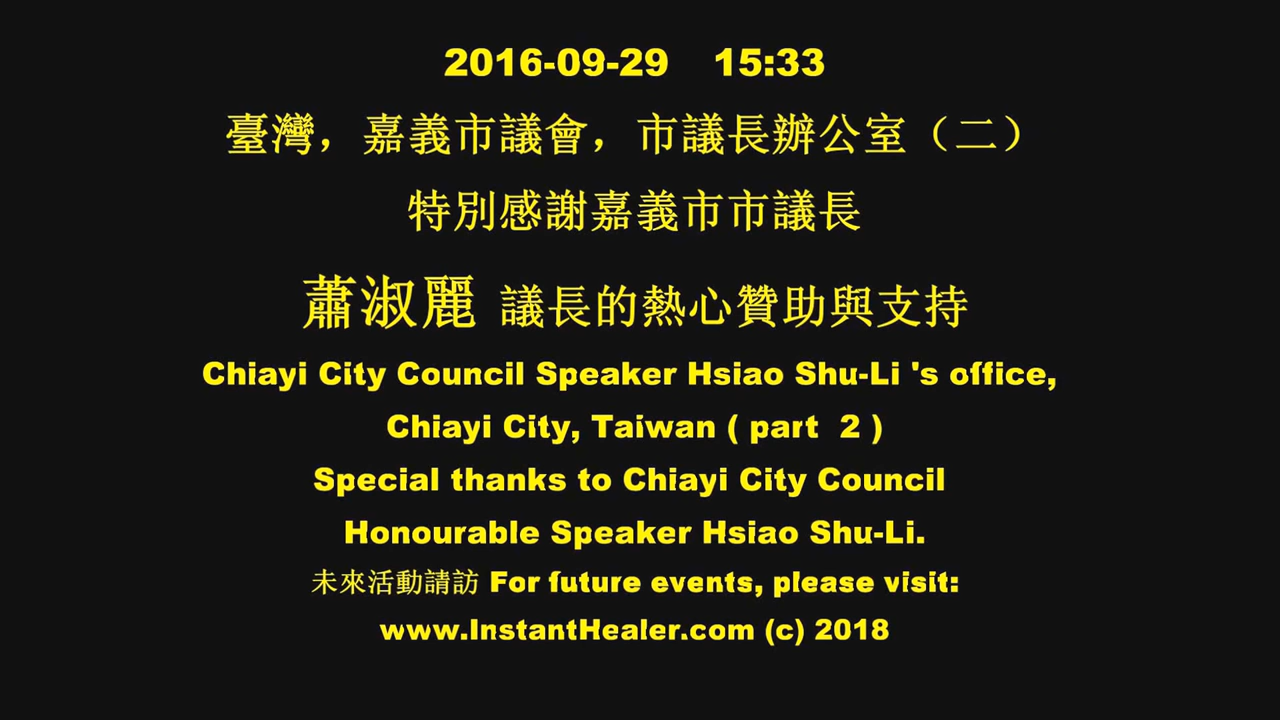 2016-09-29 15:33
臺灣，嘉義市議會，市議長辦公室（二）
特別感謝嘉義市市議長
蕭淑麗 議長的熱心贊助與支持
Chiayi City Council Speaker Hsiao Shu-Li 's office,
Chiayi City, Taiwan ( part 2 )
Special thanks to Chiayi City Council
Honourable Speaker Hsiao Shu-Li.
未來活動請訪 For future events, please visit:
www.InstantHealer.com (c) 2018